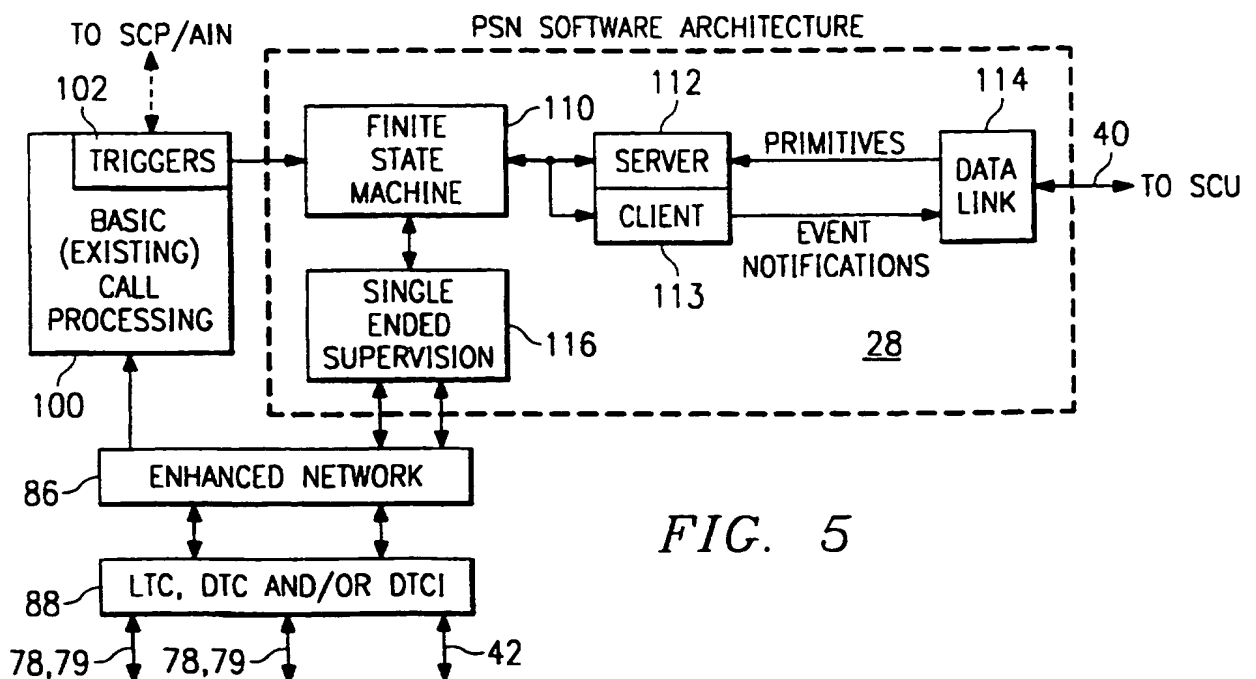 TO SCP/AIN
PSN SOFTWARE ARCHITECTURE
102
110
112
114
TRIGGERS
BASIC
(EXISTING)
CALL
PROCESSING
FINITE
STATE
MACHINE
SERVER
CLIENT
PRIMITIVES
EVENT
NOTIFICATIONS
DATA
LINK
40
TO SCU
113
SINGLE
ENDED
SUPERVISION
116
28
100
86
ENHANCED NETWORK
88
LTC, DTC AND/OR DTCI
78,79
78,79
42
FIG. 5